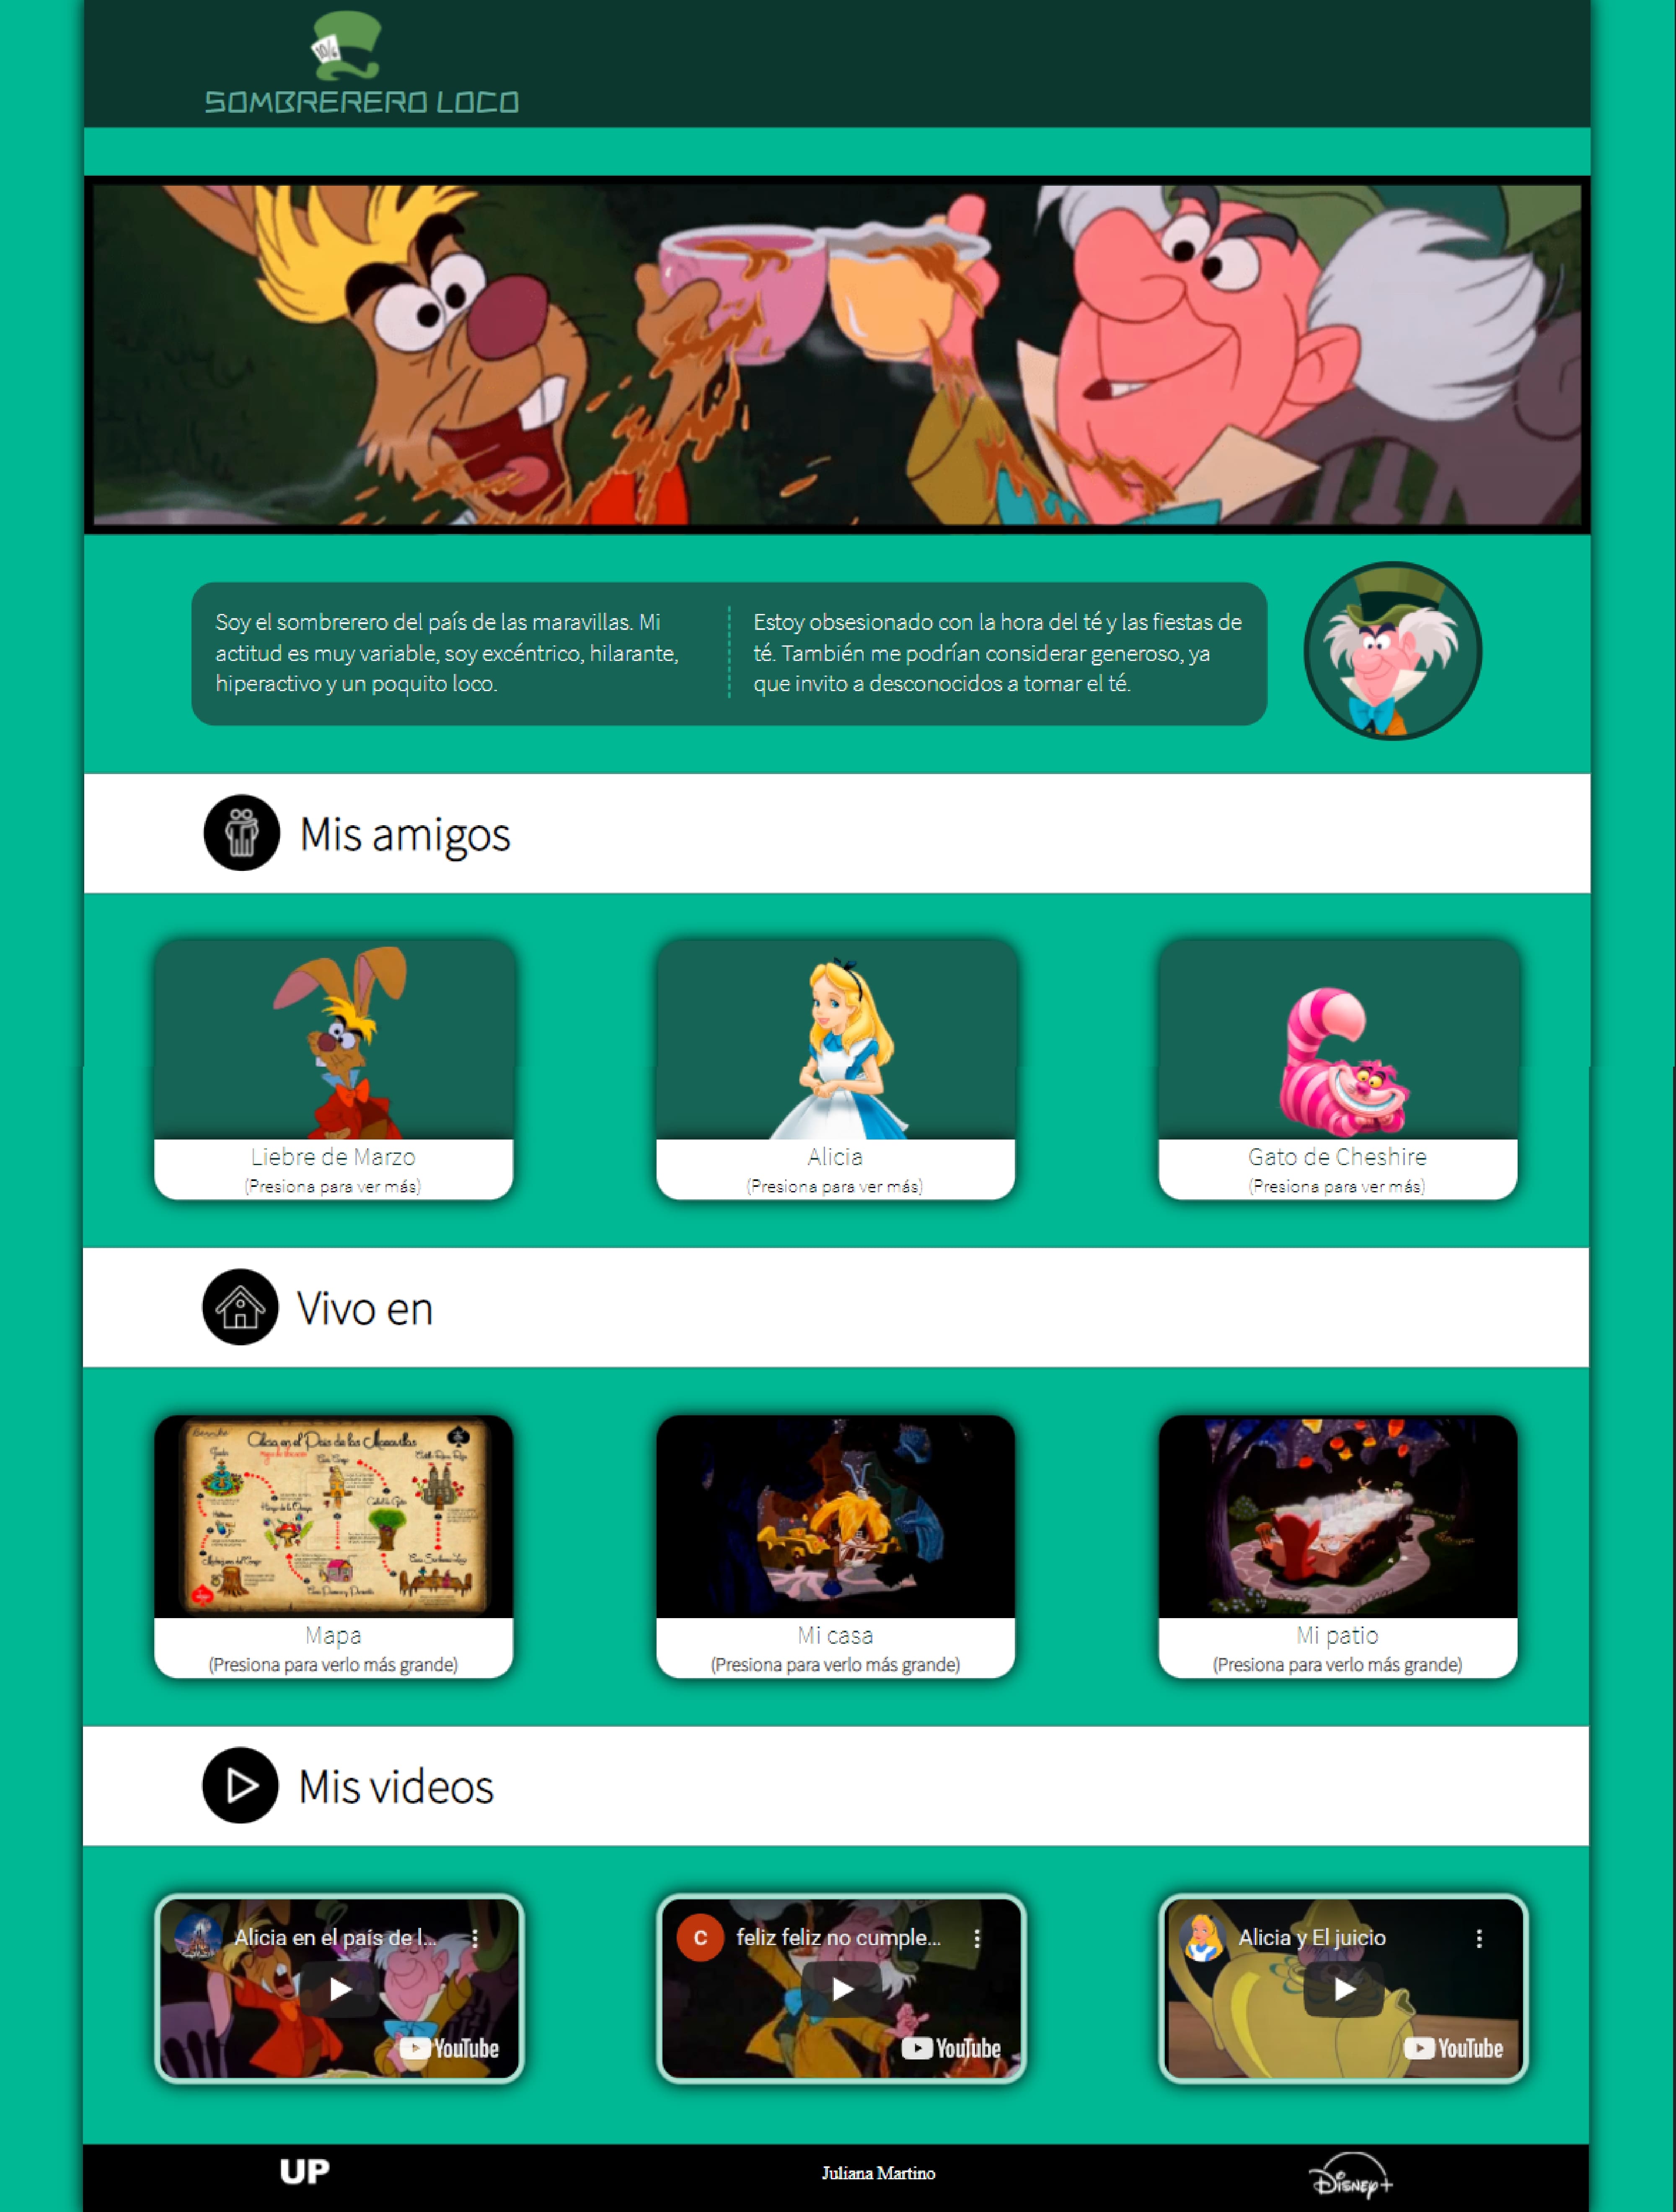 10/6
SOMBRERERO LOCO
Soy el sombrerero del país de las maravillas. Mi
actitud es muy variable, soy excéntrico, hilarante,
hiperactivo y un poquito loco.
Estoy obsesionado con la hora del té y las fiestas de
té. También me podrían considerar generoso, ya
que invito a desconocidos a tomar el té.
Mis amigos
Liebre de Marzo
(Presiona para ver más)
Alicia
(Presiona para ver más)
Gato de Cheshire
(Presiona para ver más)
Vivo en
Alicia en el País de las Maravillas
Mapa
(Presiona para verlo más grande)
Mi casa
(Presiona para verlo más grande)
Mi patio
(Presiona para verlo más grande)
Mis videos
Alicia en el país de l...
YouTube
C
feliz feliz no cumple...
YouTube
Alicia y El juicio
YouTube
UP
Juliana Martino
Disney+